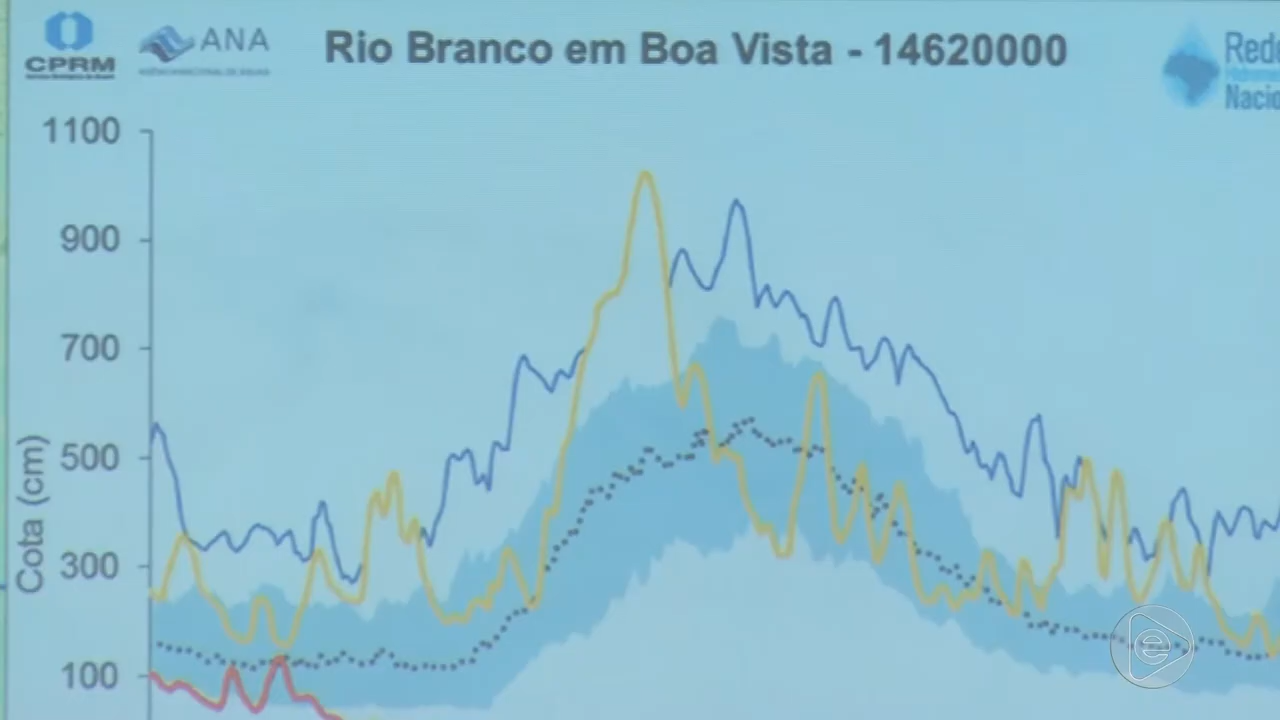 CPRM
ANA
Rio Branco em Boa Vista - 14620000
Rede
Nacio
1100
900
700
500
300
100
Cota (cm)
e